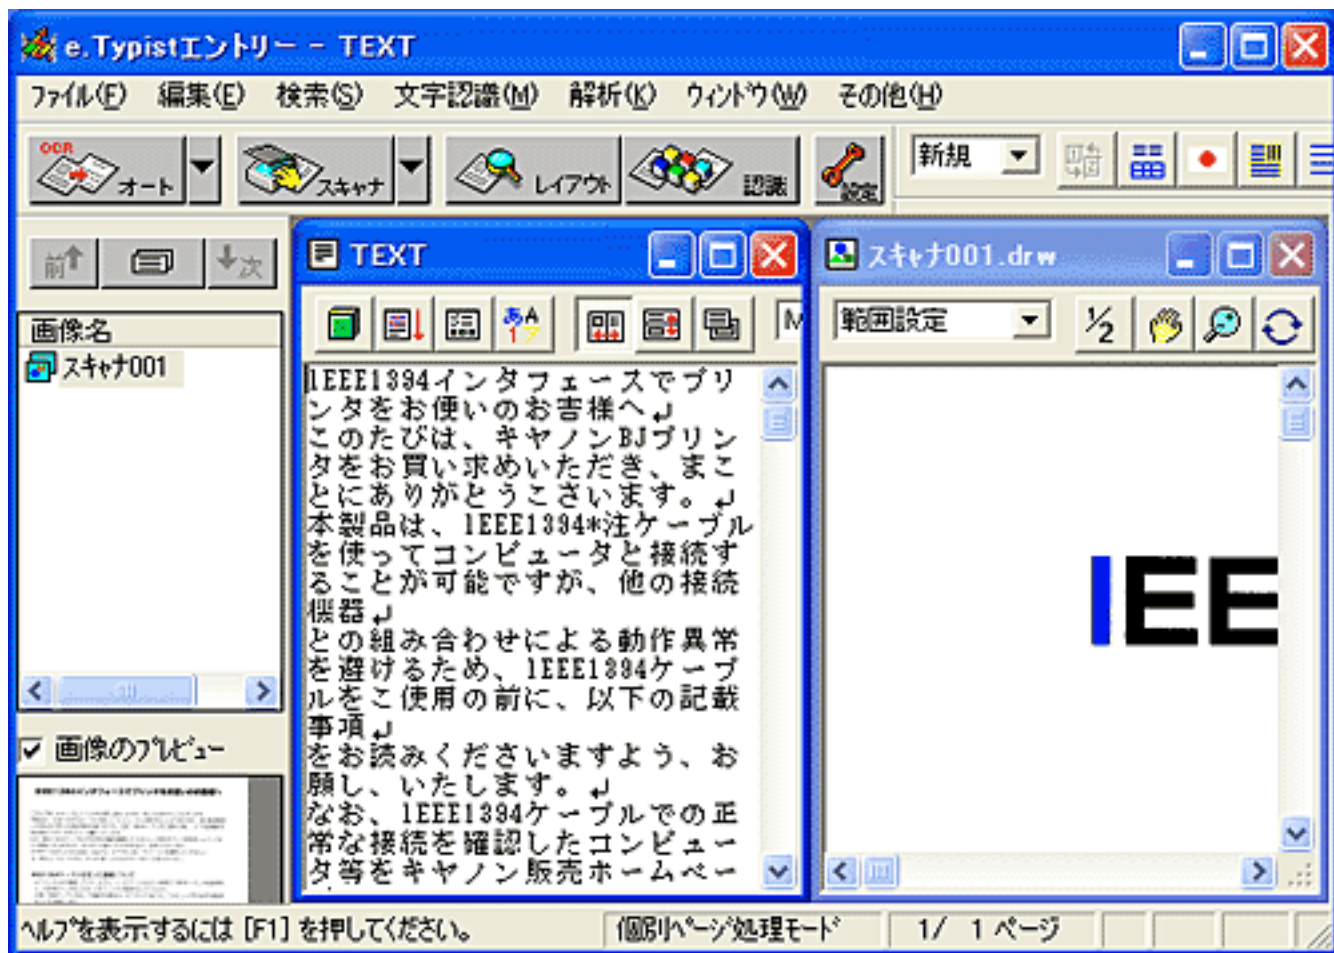 e.Typistエントリー - TEXT
ファイル(F) 編集(E) 検索(S) 文字認識(M) 解析(K) ウィンドウ(W) その他(H)
OCR オート スキャナ レイアウト 認識 設定 新規
前 次
TEXT
スキャナ001.drw
範囲設定 1/2
あA1ア
M
画像名
スキャナ001
lEEE1394インタフェースでプリ
ンタをお使いのお吉様へ↵
このたびは、キヤノンBJプリン
タをお買い求めいただき、まこ
とにありがとうこさいます。↵
本製品は、lEEE1394*注ケーブル
を使ってコンピュータと接続す
ることが可能ですが、他の接続
機器↵
との組み合わせによる動作異常
を避けるため、lEEE1394ケーブ
ルをこ使用の前に、以下の記載
事項↵
をお読みくださいますよう、お
願し、いたします。↵
なお、lEEE1394ケーブルでの正
常な接続を確認したコンピュー
タ等をキヤノン販売ホームペー
IEE
画像のプレビュー
ヘルプを表示するには [F1] を押してください。 個別ページ処理モード 1/ 1 ページ